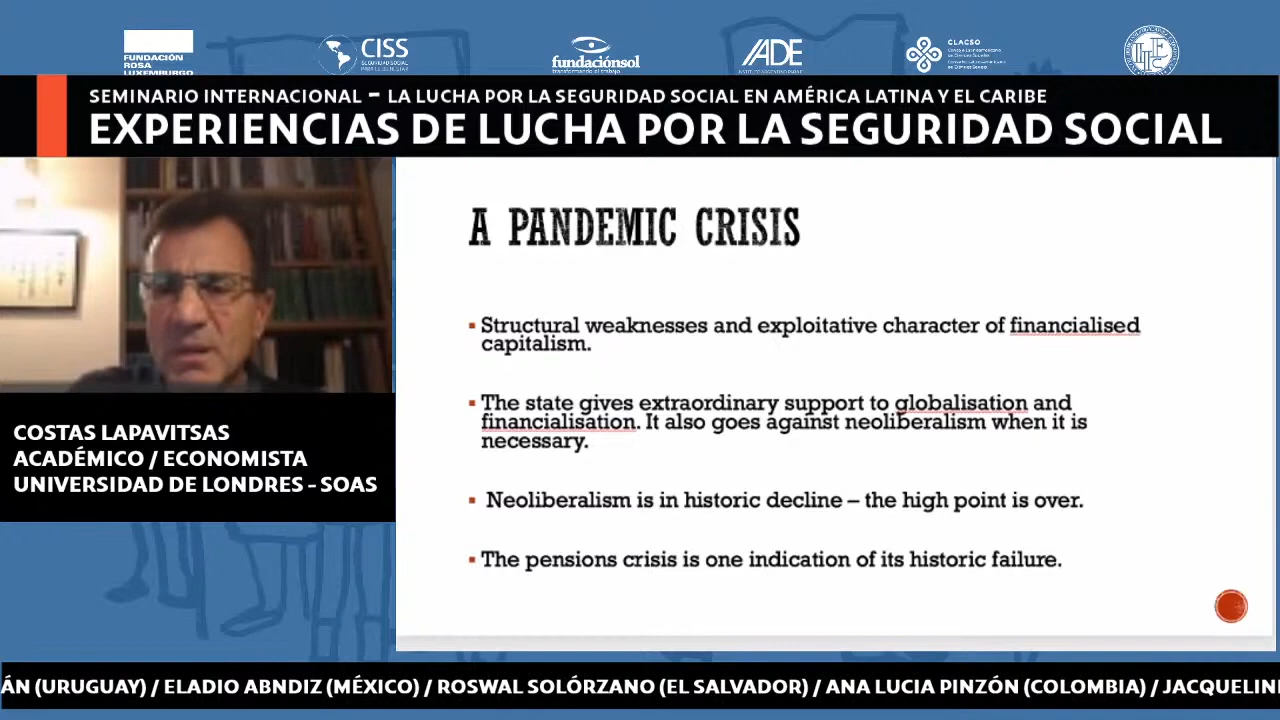 FUNDACIÓN
ROSA
LUXEMBURGO
CISS
fundaciónsol
transformando el trabajo
IADE
CLACSO
SEMINARIO INTERNACIONAL – LA LUCHA POR LA SEGURIDAD SOCIAL EN AMÉRICA LATINA Y EL CARIBE
EXPERIENCIAS DE LUCHA POR LA SEGURIDAD SOCIAL
A PANDEMIC CRISIS
▪ Structural weaknesses and exploitative character of financialised
capitalism.
▪ The state gives extraordinary support to globalisation and
financialisation. It also goes against neoliberalism when it is
necessary.
▪ Neoliberalism is in historic decline – the high point is over.
▪ The pensions crisis is one indication of its historic failure.
COSTAS LAPAVITSAS
ACADÉMICO / ECONOMISTA
UNIVERSIDAD DE LONDRES - SOAS
ÁN (URUGUAY) / ELADIO ABNDIZ (MÉXICO) / ROSWAL SOLÓRZANO (EL SALVADOR) / ANA LUCIA PINZÓN (COLOMBIA) / JACQUELINE